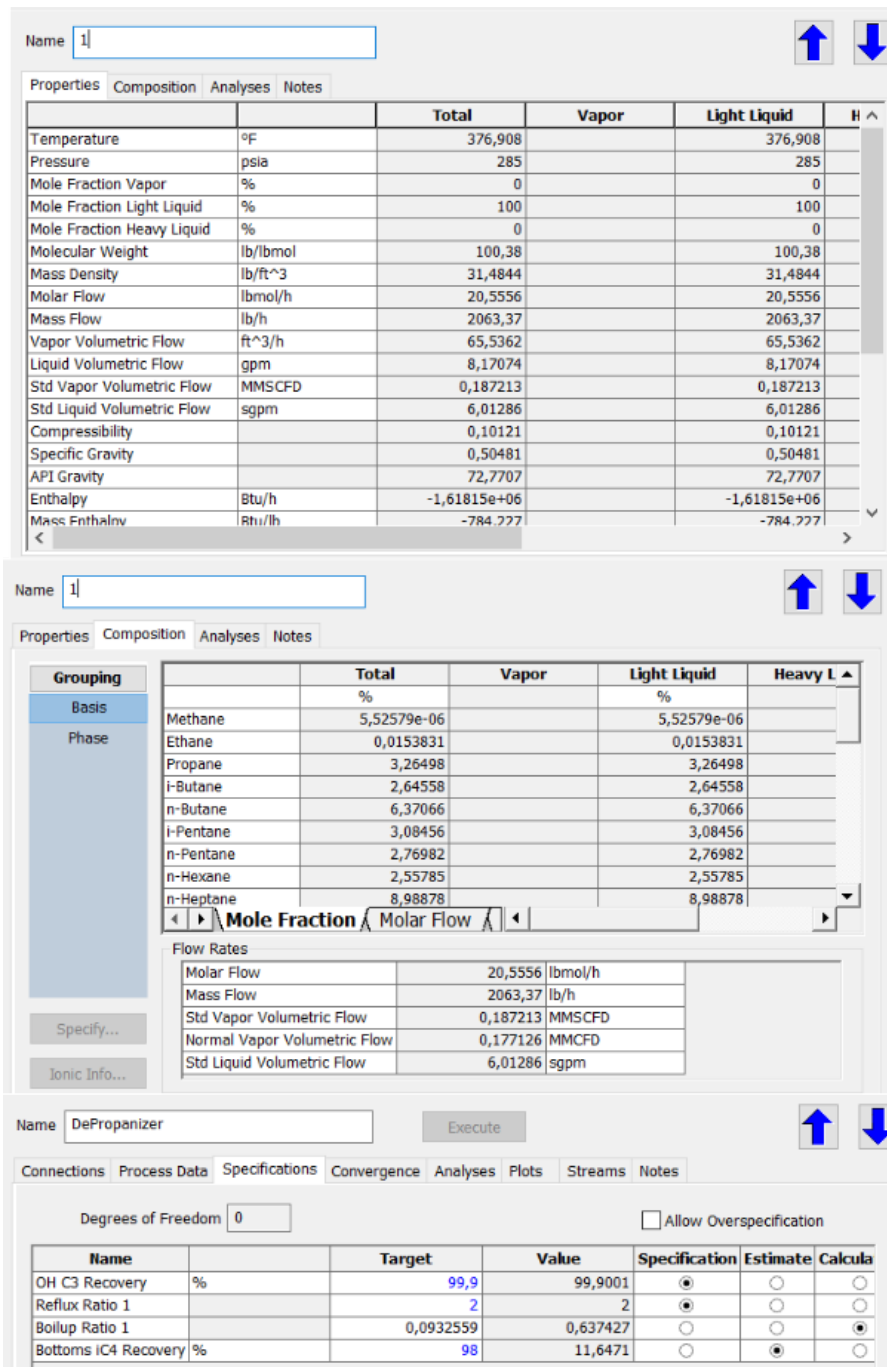 Name 1
Properties Composition Analyses Notes
Total Vapor Light Liquid H
Temperature °F 376,908 376,908
Pressure psia 285 285
Mole Fraction Vapor % 0 0
Mole Fraction Light Liquid % 100 100
Mole Fraction Heavy Liquid % 0 0
Molecular Weight lb/lbmol 100,38 100,38
Mass Density lb/ft^3 31,4844 31,4844
Molar Flow lbmol/h 20,5556 20,5556
Mass Flow lb/h 2063,37 2063,37
Vapor Volumetric Flow ft^3/h 65,5362 65,5362
Liquid Volumetric Flow gpm 8,17074 8,17074
Std Vapor Volumetric Flow MMSCFD 0,187213 0,187213
Std Liquid Volumetric Flow sgpm 6,01286 6,01286
Compressibility 0,10121 0,10121
Specific Gravity 0,50481 0,50481
API Gravity 72,7707 72,7707
Enthalpy Btu/h -1,61815e+06 -1,61815e+06
Mass Enthalpy Btu/lb -784,227 -784,227
Name 1
Properties Composition Analyses Notes
Grouping Total Vapor Light Liquid Heavy L
Basis % %
Methane 5,52579e-06 5,52579e-06
Phase Ethane 0,0153831 0,0153831
Propane 3,26498 3,26498
i-Butane 2,64558 2,64558
n-Butane 6,37066 6,37066
i-Pentane 3,08456 3,08456
n-Pentane 2,76982 2,76982
n-Hexane 2,55785 2,55785
n-Heptane 8,98878 8,98878
Mole Fraction Molar Flow
Flow Rates
Molar Flow 20,5556 lbmol/h
Mass Flow 2063,37 lb/h
Std Vapor Volumetric Flow 0,187213 MMSCFD
Specify... Normal Vapor Volumetric Flow 0,177126 MMCFD
Std Liquid Volumetric Flow 6,01286 sgpm
Ionic Info...
Name DePropanizer Execute
Connections Process Data Specifications Convergence Analyses Plots Streams Notes
Degrees of Freedom 0 Allow Overspecification
Name Target Value Specification Estimate Calcula
OH C3 Recovery % 99,9 99,9001
Reflux Ratio 1 2 2
Boilup Ratio 1 0,0932559 0,637427
Bottoms iC4 Recovery % 98 11,6471